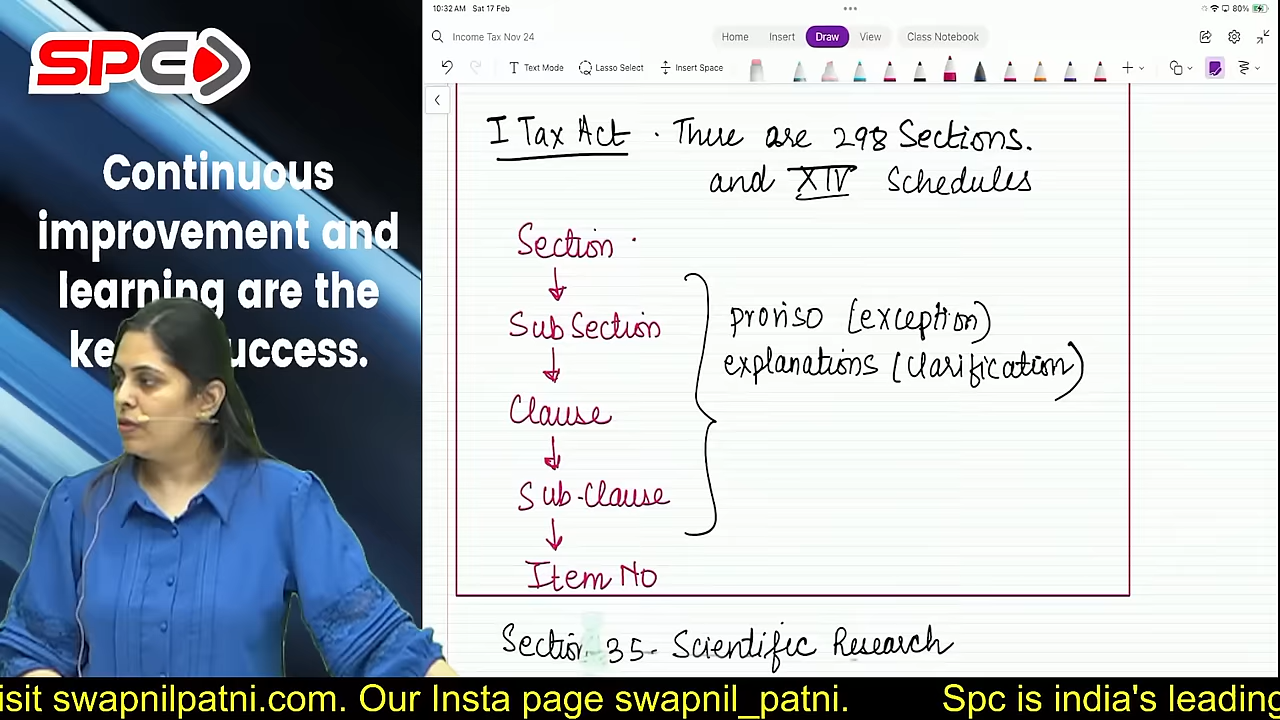 10:32 AM Sat 17 Feb
80%
Income Tax Nov 24
Home Insert Draw View Class Notebook
Text Mode Lasso Select Insert Space
SPC
Continuous
improvement and
learning are the
ke uccess.
I Tax Act . There are 298 Sections.
and XIV Schedules
Section
Sub Section
Clause
Sub-Clause
Item No
proviso (exception)
explanations (clarification)
Section 35- Scientific Research
isit swapnilpatni.com. Our Insta page swapnil_patni. Spc is india's leading